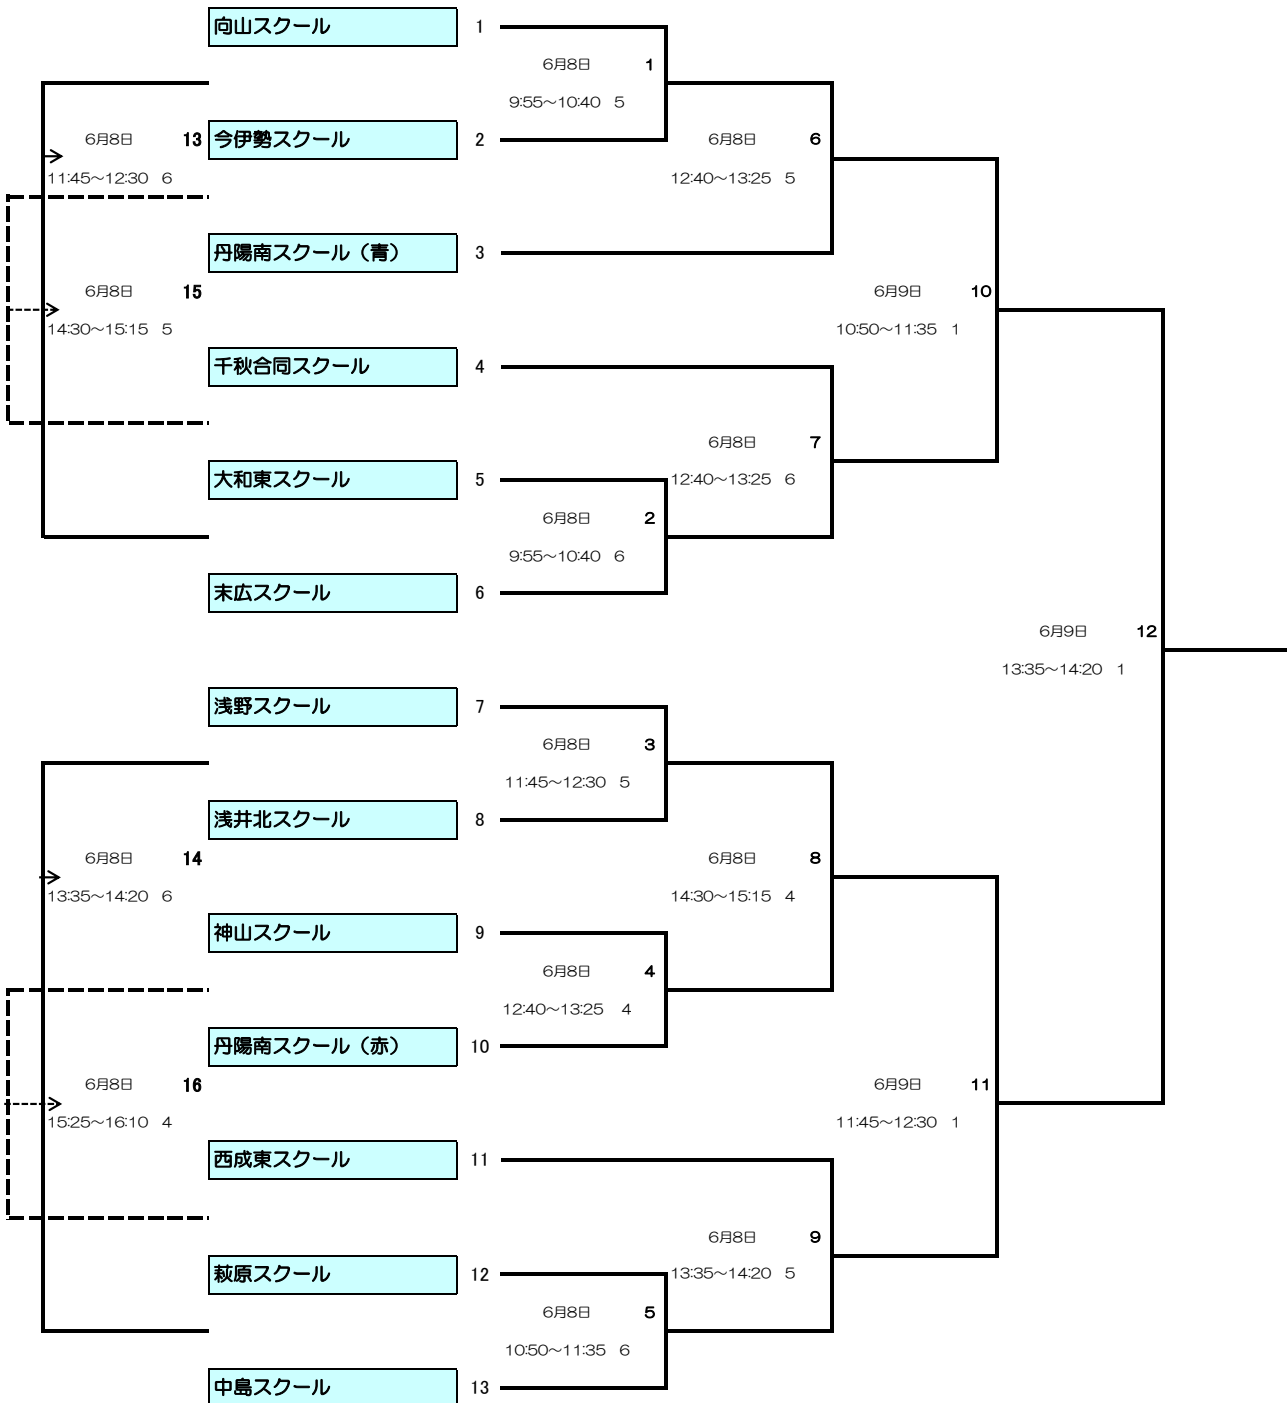 向山スクール 1
6月8日 1
9:55～10:40 5
6月8日 13 今伊勢スクール 2 6月8日 6
11:45～12:30 6 12:40～13:25 5
丹陽南スクール（青） 3
6月8日 15 6月9日 10
14:30～15:15 5 10:50～11:35 1
千秋合同スクール 4
6月8日 7
大和東スクール 5 12:40～13:25 6
6月8日 2
9:55～10:40 6
末広スクール 6
6月9日 12
13:35～14:20 1
浅野スクール 7
6月8日 3
11:45～12:30 5
浅井北スクール 8
6月8日 14 6月8日 8
13:35～14:20 6 14:30～15:15 4
神山スクール 9
6月8日 4
12:40～13:25 4
丹陽南スクール（赤） 10
6月8日 16 6月9日 11
15:25～16:10 4 11:45～12:30 1
西成東スクール 11
6月8日 9
萩原スクール 12 13:35～14:20 5
6月8日 5
10:50～11:35 6
中島スクール 13